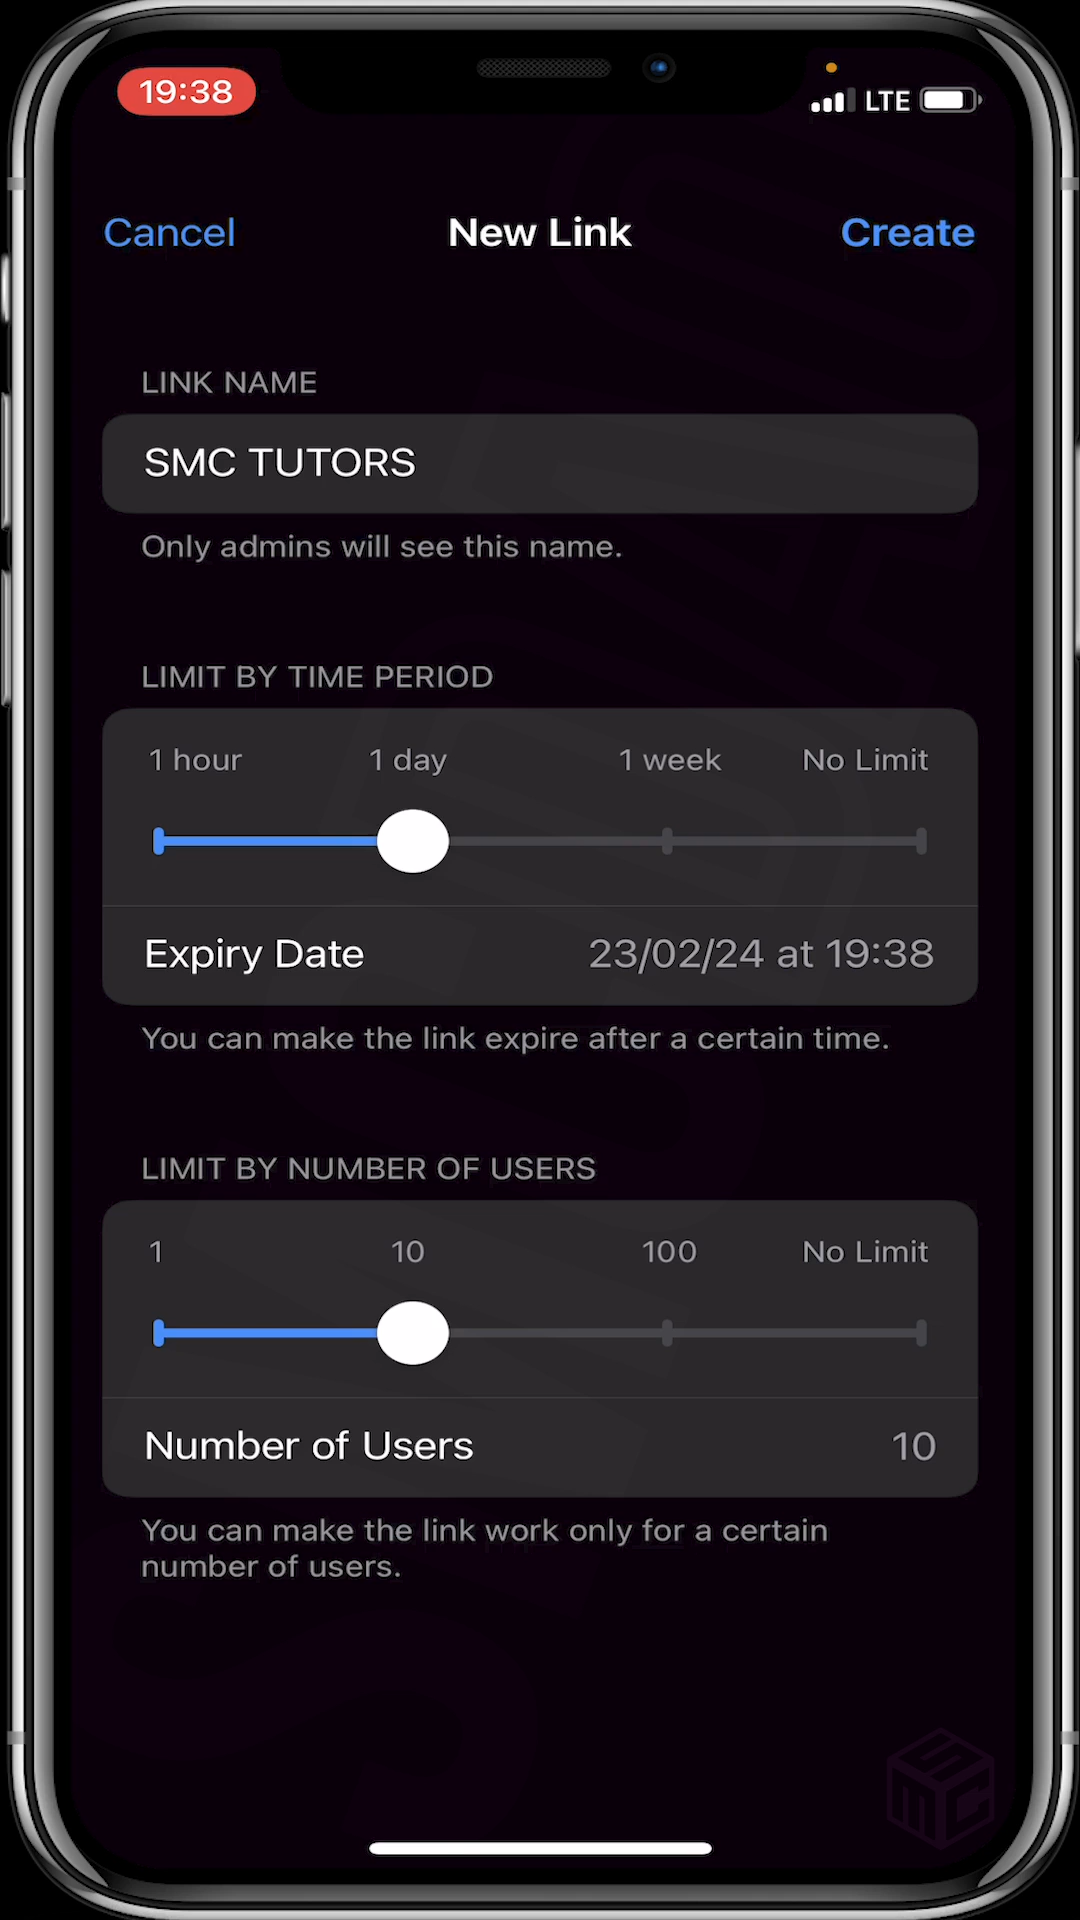 19:38
LTE
Cancel New Link Create
LINK NAME
SMC TUTORS
Only admins will see this name.
LIMIT BY TIME PERIOD
1 hour 1 day 1 week No Limit
Expiry Date 23/02/24 at 19:38
You can make the link expire after a certain time.
LIMIT BY NUMBER OF USERS
1 10 100 No Limit
Number of Users 10
You can make the link work only for a certain
number of users.
SMC